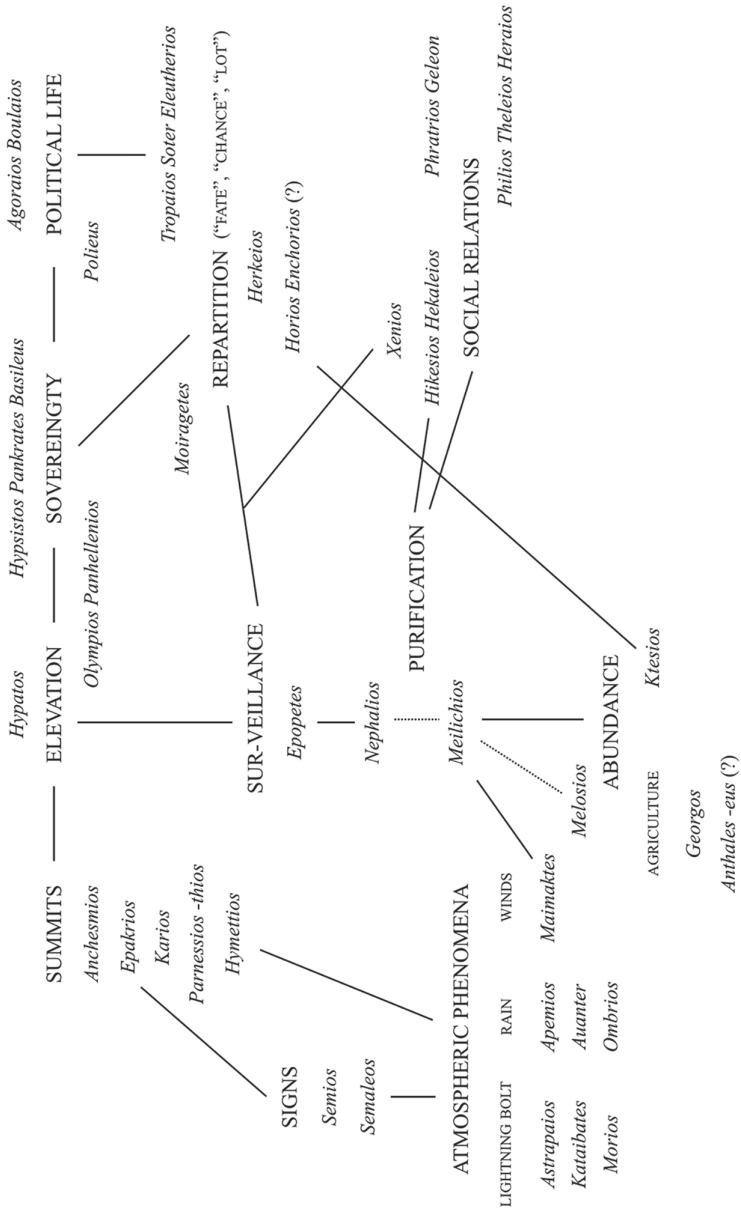 Hypatos
Hypsistos Pankrates Basileus
Agoraios Boulaios
SUMMITS
ELEVATION
SOVEREINGTY
POLITICAL LIFE
Anchesmios
Olympios Panhellenios
Polieus
Epakrios
Karios
Tropaios Soter Eleutherios
Parnessios -thios
Moiragetes
Hymettios
REPARTITION ("FATE", "CHANCE", "LOT")
SUR-VEILLANCE
Herkeios
SIGNS
Epopetes
Horios Enchorios (?)
Semios
Semaleos
Nephalios
Xenios
PURIFICATION
Hikesios Hekaleios
Phratrios Geleon
ATMOSPHERIC PHENOMENA
Meilichios
SOCIAL RELATIONS
LIGHTNING BOLT
RAIN
WINDS
Philios Theleios Heraios
Astrapaios
Apemios
Maimaktes
Kataibates
Auanter
Melosios
Morios
Ombrios
ABUNDANCE
AGRICULTURE
Ktesios
Georgos
Anthales -eus (?)